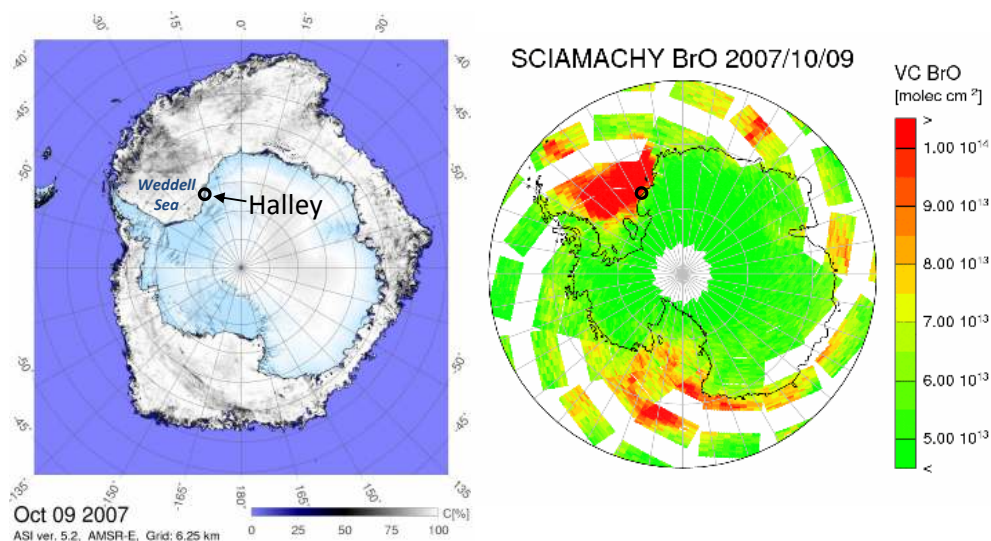 -30 -15 0 15 30
-40 -40
-45 -45
-50
Weddell
Sea
Halley
-50
-45 -45
-135 -150 -165 180 165 150 135
Oct 09 2007
C[%]
0 25 50 75 100
ASI ver. 5.2, AMSR-E, Grid: 6.25 km
SCIAMACHY BrO 2007/10/09
VC BrO
[molec cm⁻²]
>
1.00 10¹⁴
9.00 10¹³
8.00 10¹³
7.00 10¹³
6.00 10¹³
5.00 10¹³
<